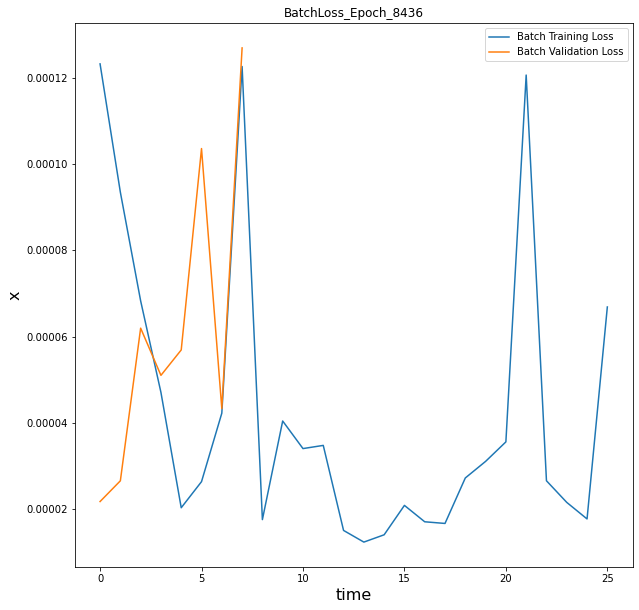 BatchLoss_Epoch_8436
Batch Training Loss
Batch Validation Loss
0.00012
0.00010
0.00008
0.00006
0.00004
0.00002
x
0 5 10 15 20 25
time